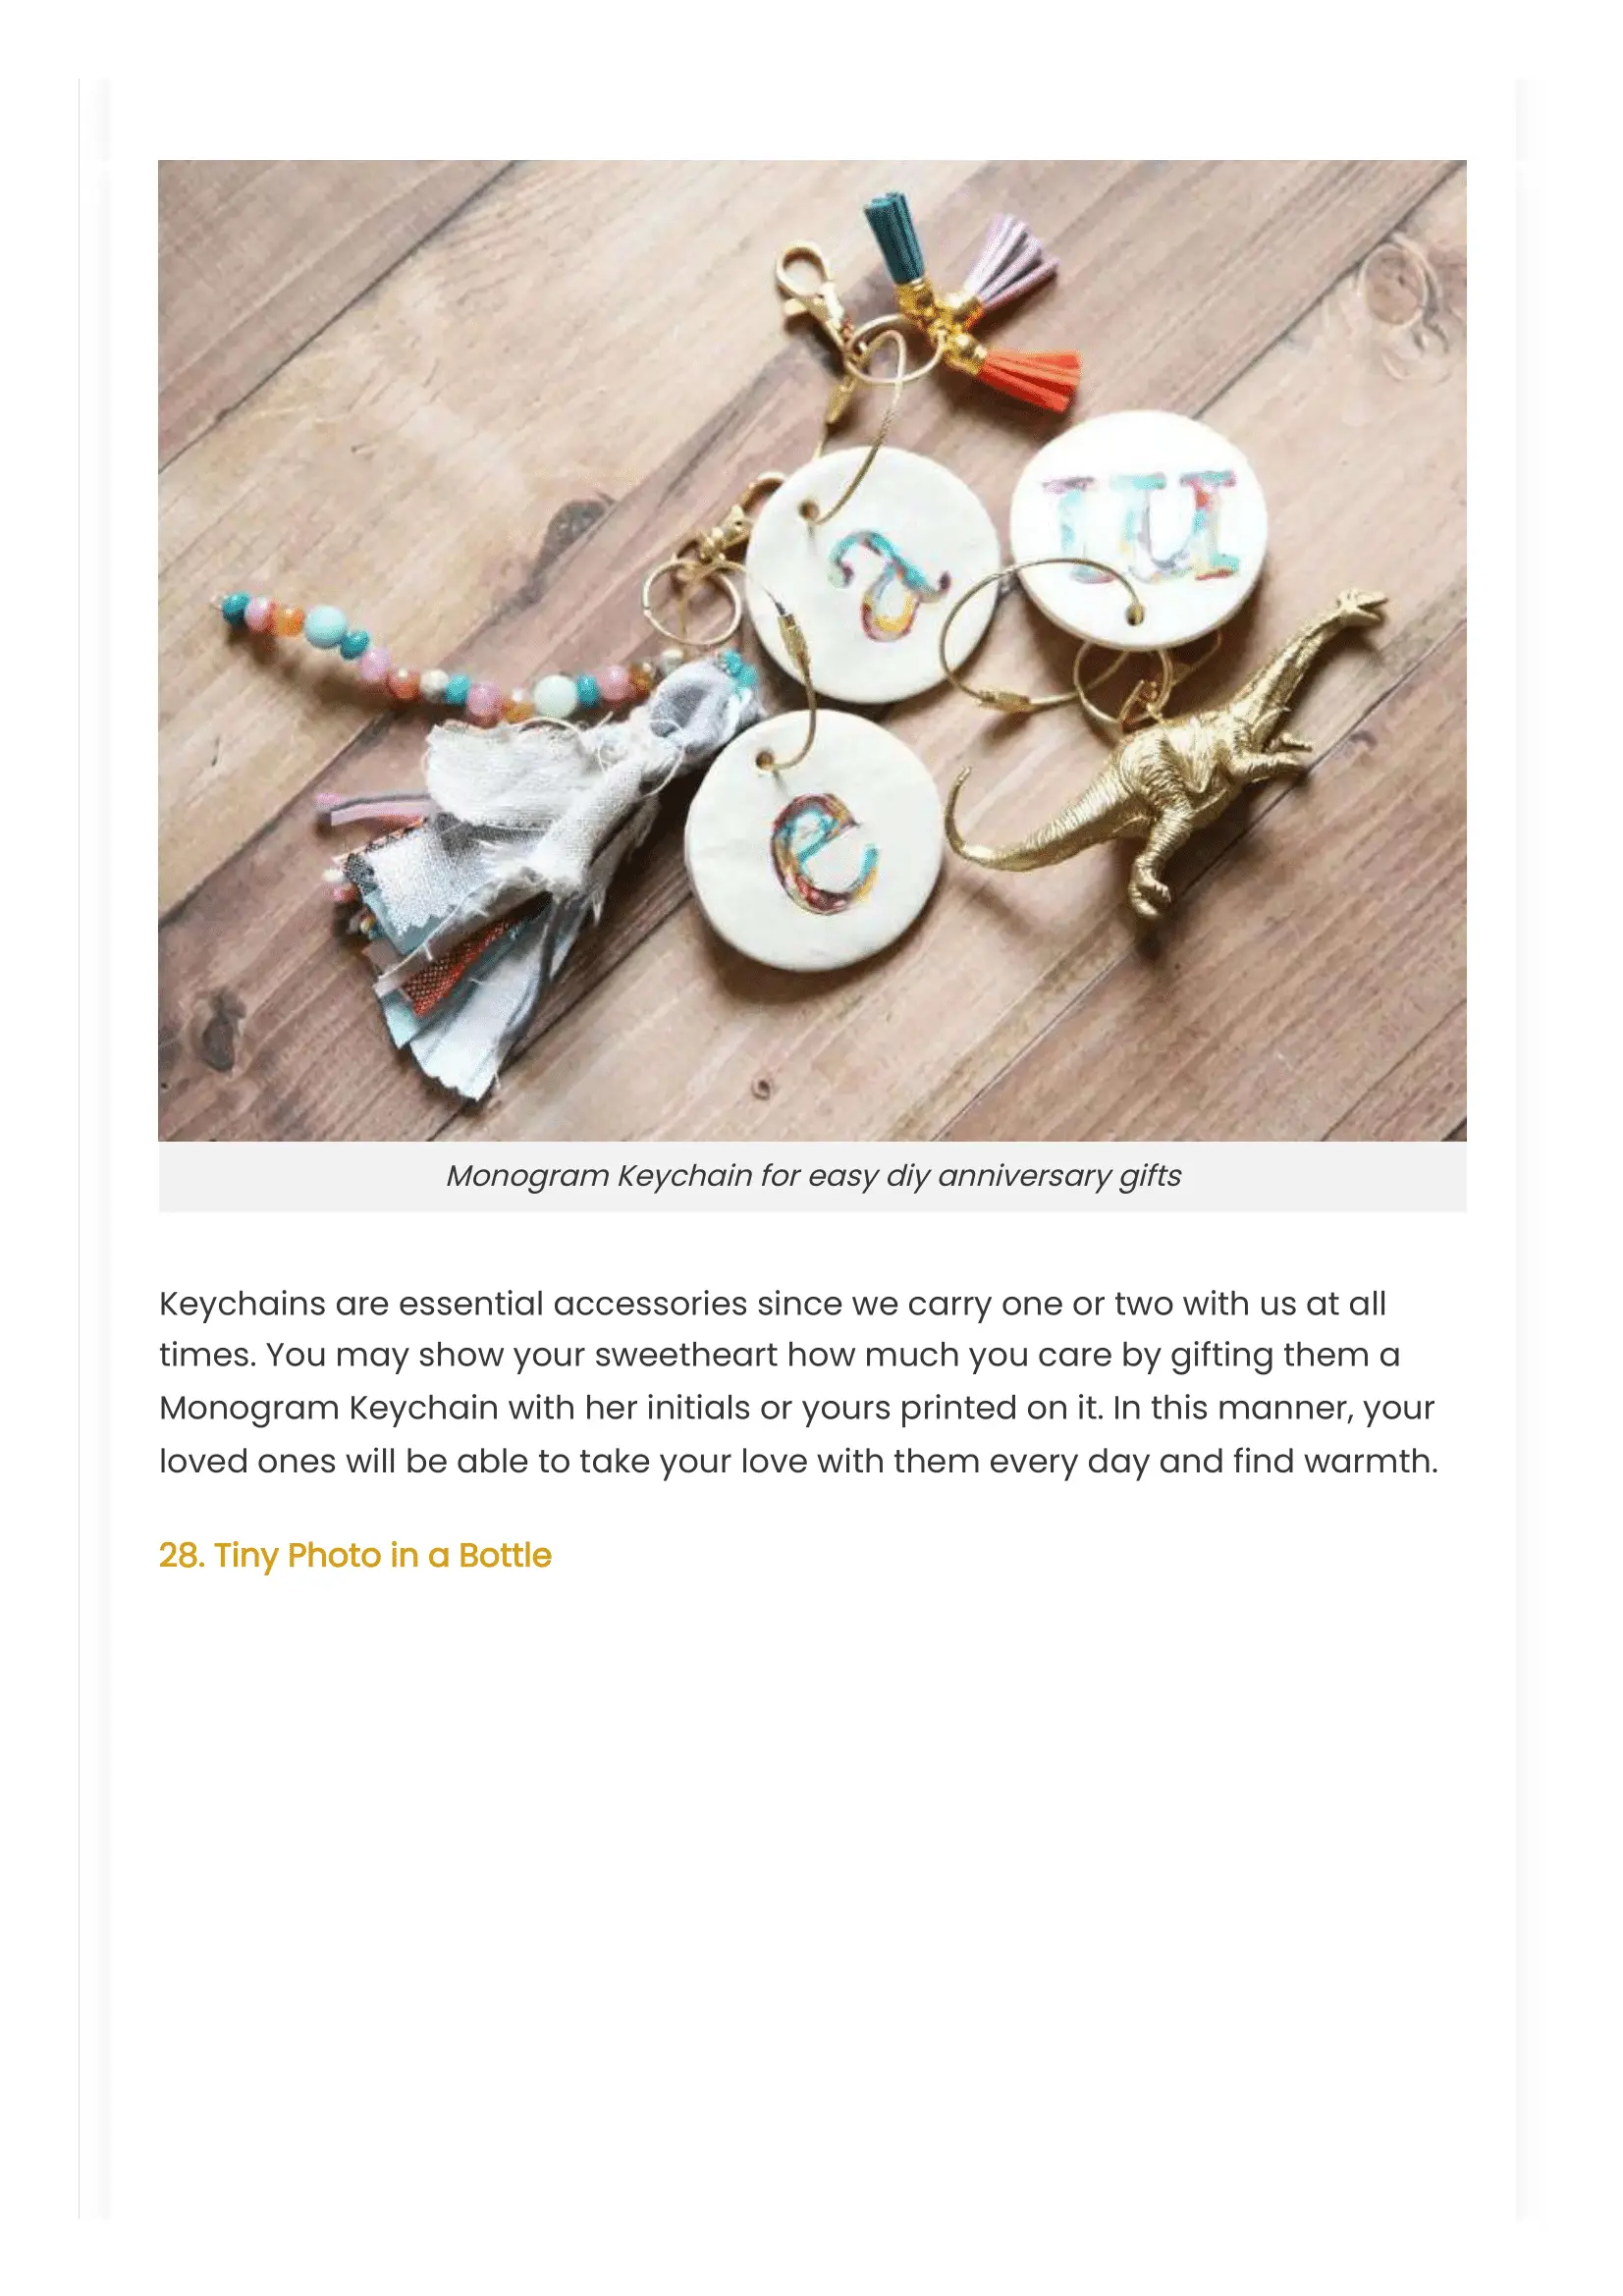 a
m
e
Monogram Keychain for easy diy anniversary gifts
Keychains are essential accessories since we carry one or two with us at all
times. You may show your sweetheart how much you care by gifting them a
Monogram Keychain with her initials or yours printed on it. In this manner, your
loved ones will be able to take your love with them every day and find warmth.
28. Tiny Photo in a Bottle